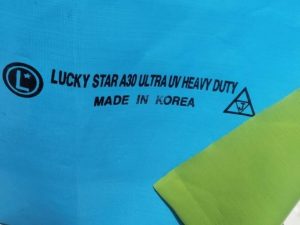 LUCKY STAR A30 ULTRA UV HEAVY DUTY
MADE IN KOREA